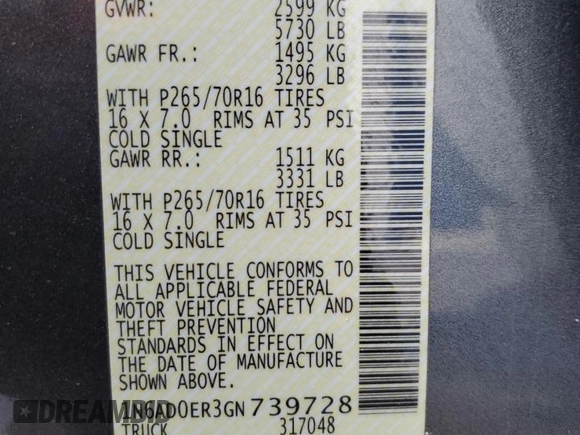 GVWR: 2599 KG
5730 LB
GAWR FR.: 1495 KG
3296 LB
WITH P265/70R16 TIRES
16 X 7.0 RIMS AT 35 PSI
COLD SINGLE
GAWR RR.: 1511 KG
3331 LB
WITH P265/70R16 TIRES
16 X 7.0 RIMS AT 35 PSI
COLD SINGLE
THIS VEHICLE CONFORMS TO
ALL APPLICABLE FEDERAL
MOTOR VEHICLE SAFETY AND
THEFT PREVENTION
STANDARDS IN EFFECT ON
THE DATE OF MANUFACTURE
SHOWN ABOVE.
1N6AD0ER3GN739728
TRUCK 317048
DREAMBID